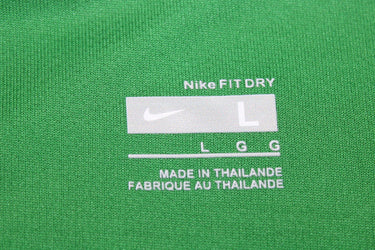 Nike FIT DRY
L
L G G
MADE IN THAILANDE
FABRIQUE AU THAILANDE